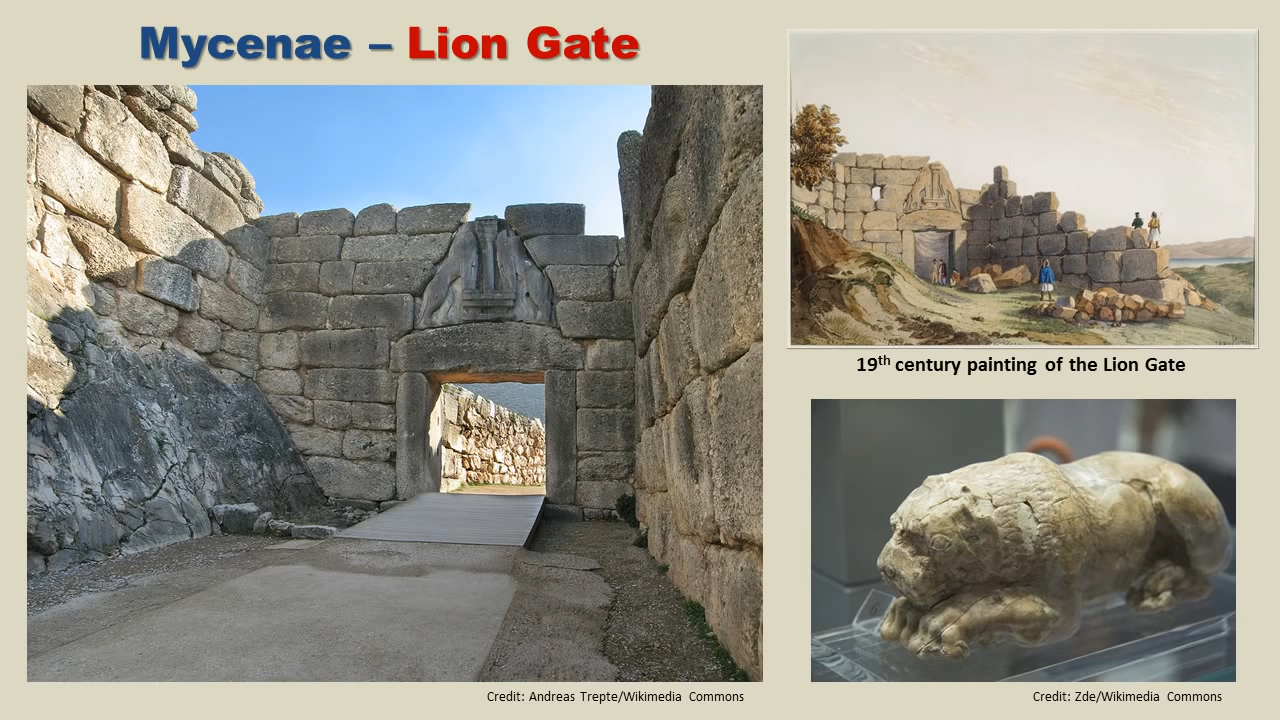 Mycenae – Lion Gate
19th century painting of the Lion Gate
Credit: Andreas Trepte/Wikimedia Commons
Credit: Zde/Wikimedia Commons